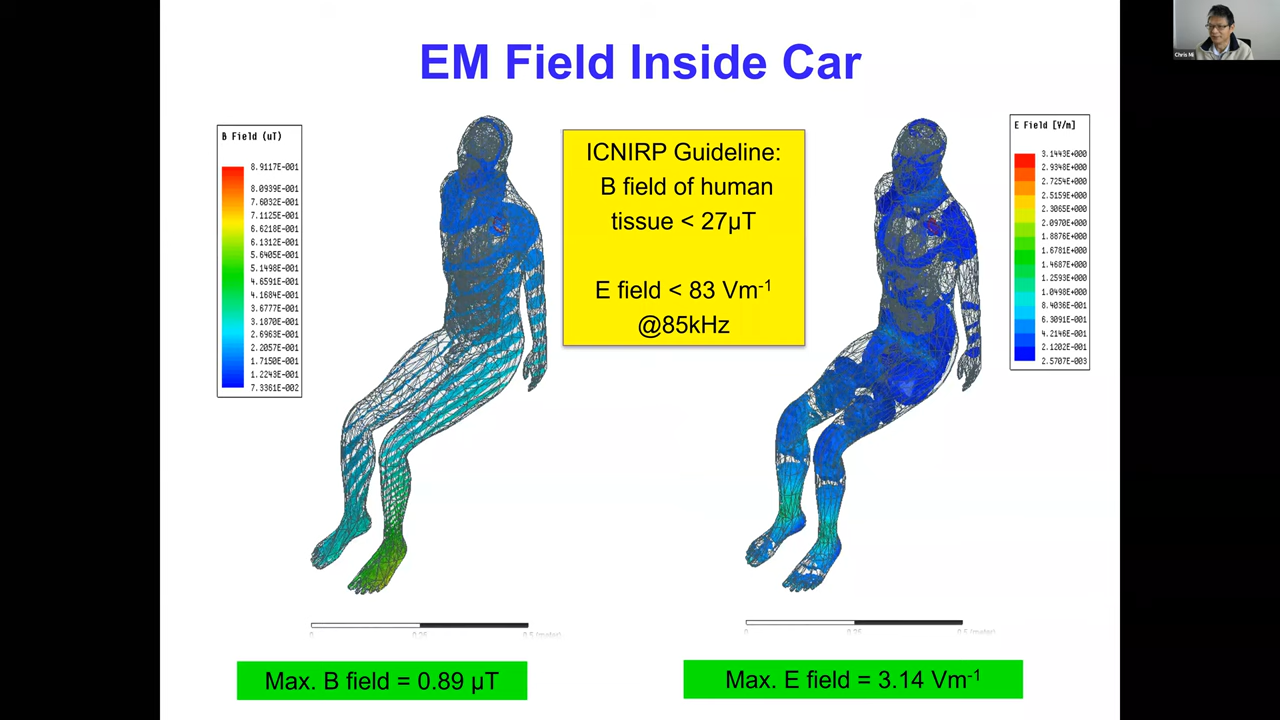 EM Field Inside Car
Chris Mi
B Field (uT)
8.9117E-001
8.0939E-001
7.6032E-001
7.1125E-001
6.6218E-001
6.1312E-001
5.6405E-001
5.1498E-001
4.6591E-001
4.1684E-001
3.6777E-001
3.1870E-001
2.6963E-001
2.2057E-001
1.7150E-001
1.2243E-001
7.3361E-002
ICNIRP Guideline:
B field of human
tissue < 27µT
E field < 83 Vm-1
@85kHz
E Field [V/m]
3.1443E+000
2.9348E+000
2.7254E+000
2.5159E+000
2.3065E+000
2.0970E+000
1.8876E+000
1.6781E+000
1.4687E+000
1.2593E+000
1.0498E+000
8.4036E-001
6.3091E-001
4.2146E-001
2.1202E-001
2.5707E-003
Max. B field = 0.89 µT
Max. E field = 3.14 Vm-1